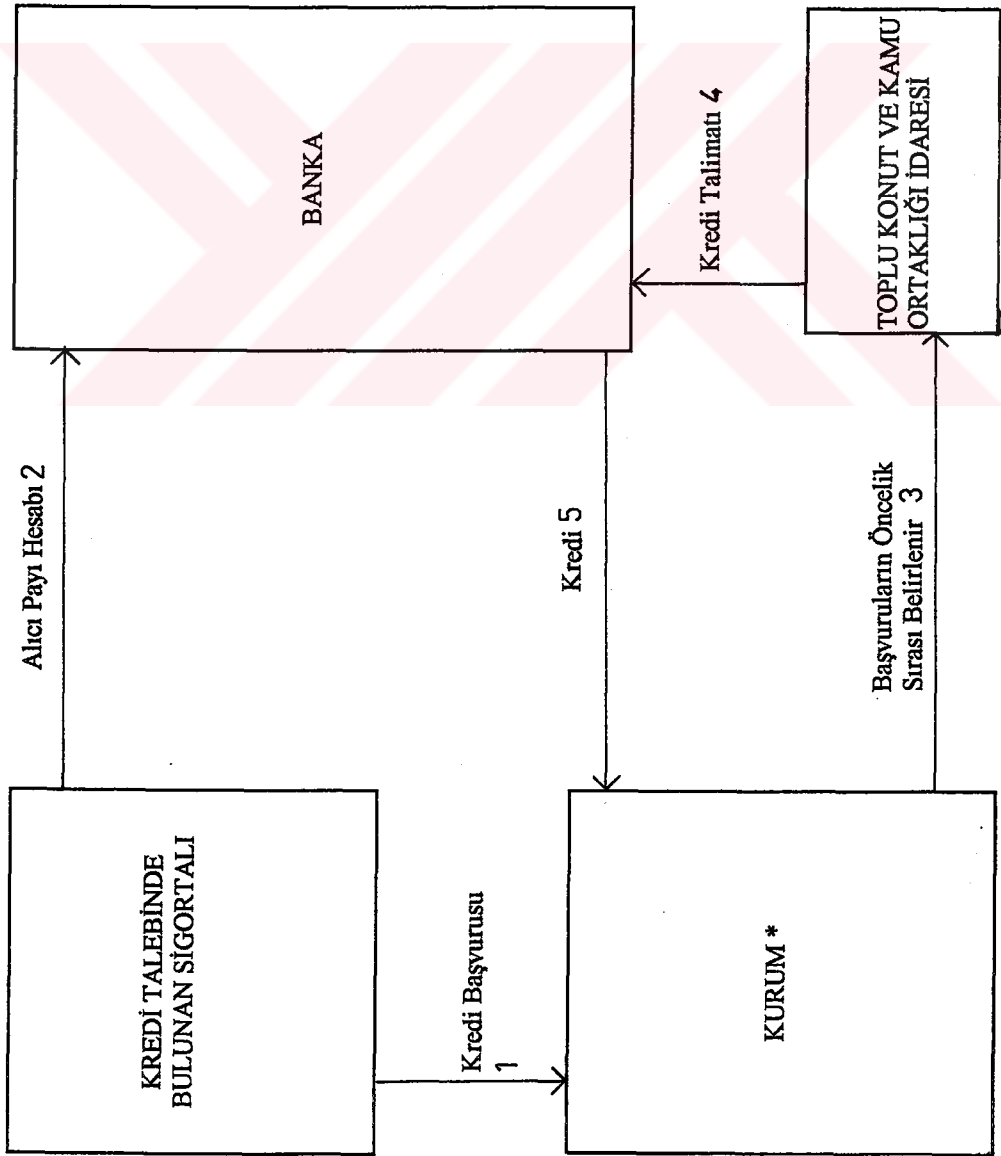 KREDİ TALEBİNDE
BULUNAN SİGORTALI
Alıcı Payı Hesabı 2
BANKA
Kredi Başvurusu
1
Kredi 5
Kredi Talimatı 4
KURUM *
Başvuruların Öncelik
Sırası Belirlenir 3
TOPLU KONUT VE KAMU
ORTAKLIĞI İDARESİ